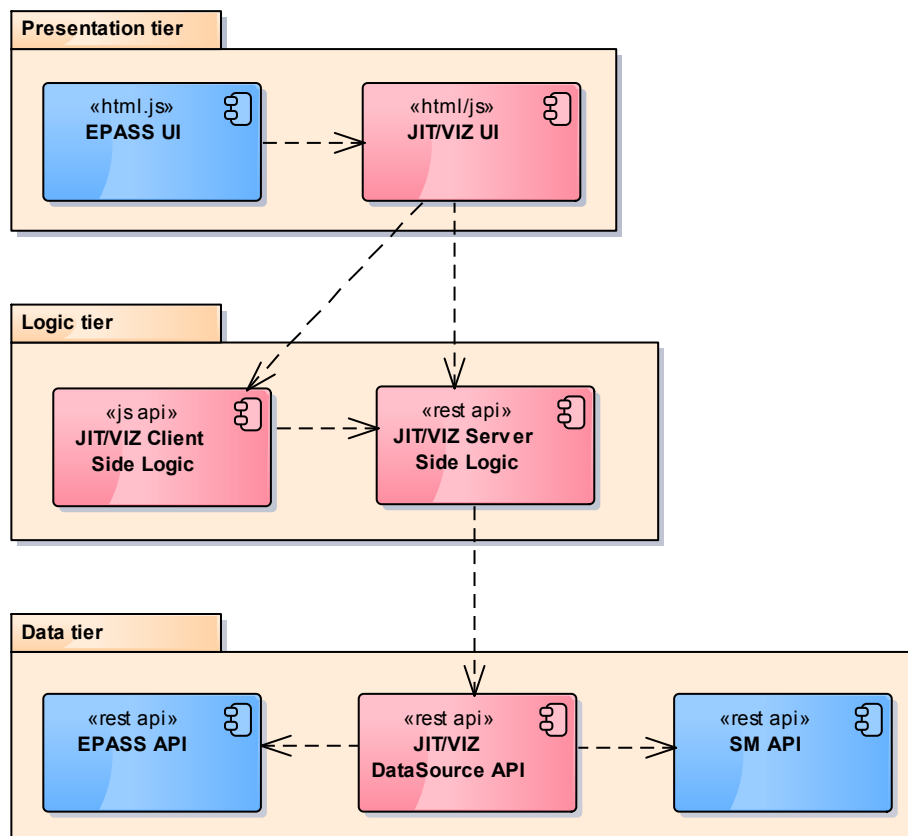 Presentation tier
«html.js»
EPASS UI
«html/js»
JIT/VIZ UI
Logic tier
«js api»
JIT/VIZ Client
Side Logic
«rest api»
JIT/VIZ Server
Side Logic
Data tier
«rest api»
EPASS API
«rest api»
JIT/VIZ
DataSource API
«rest api»
SM API